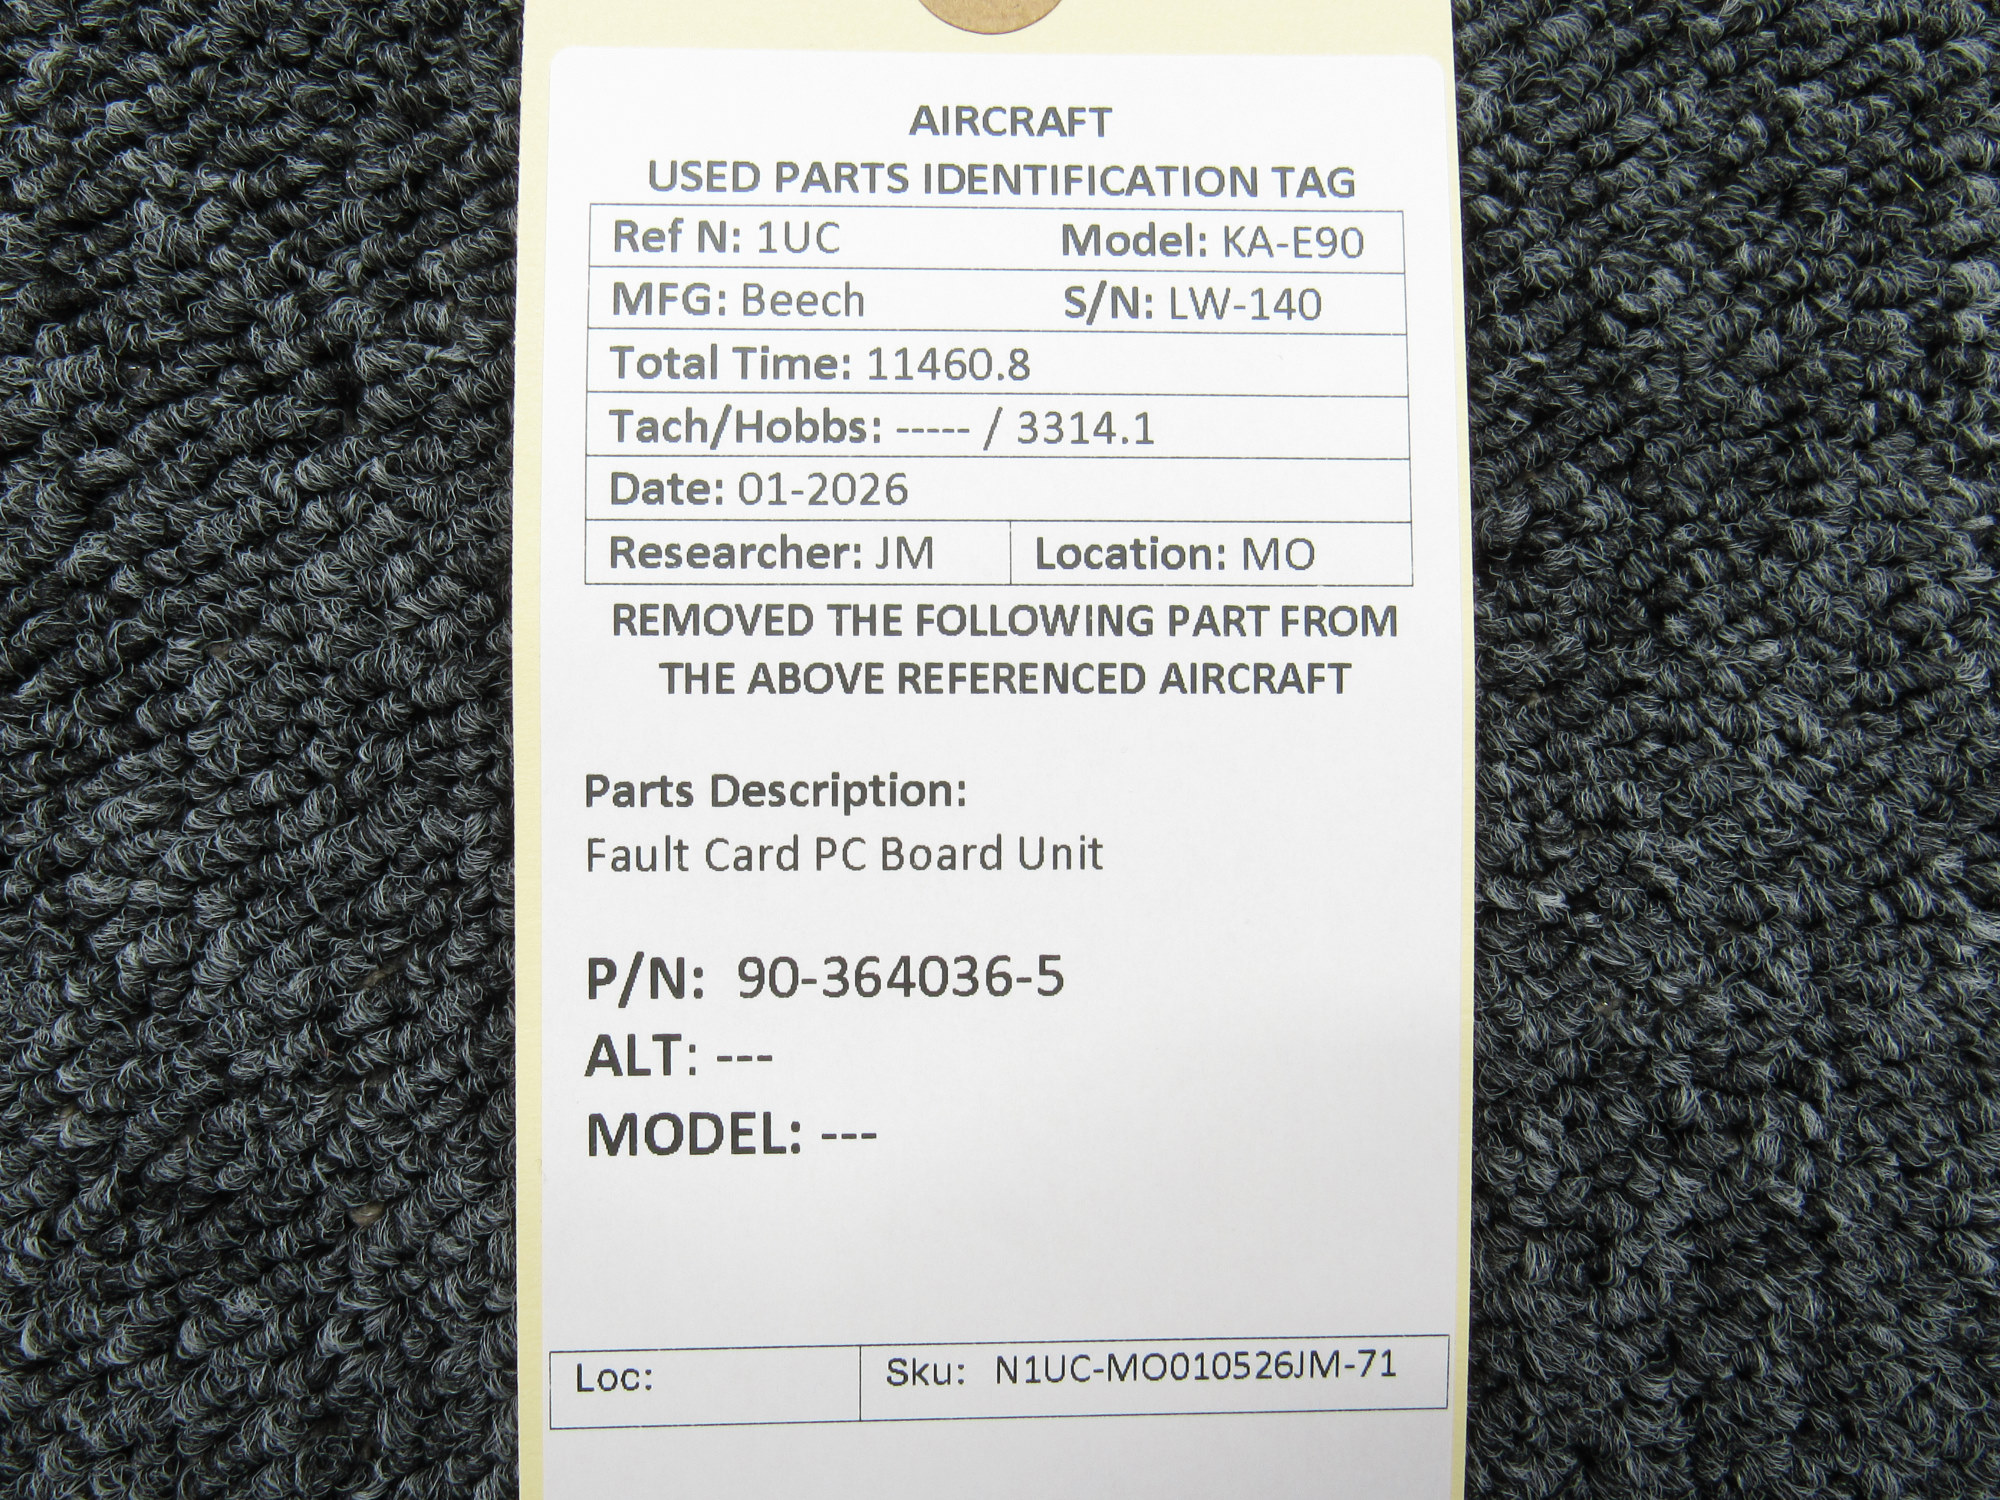 AIRCRAFT
USED PARTS IDENTIFICATION TAG
Ref N: 1UC Model: KA-E90
MFG: Beech S/N: LW-140
Total Time: 11460.8
Tach/Hobbs: ----- / 3314.1
Date: 01-2026
Researcher: JM Location: MO
REMOVED THE FOLLOWING PART FROM
THE ABOVE REFERENCED AIRCRAFT
Parts Description:
Fault Card PC Board Unit
P/N: 90-364036-5
ALT: ---
MODEL: ---
Loc: Sku: N1UC-MO010526JM-71